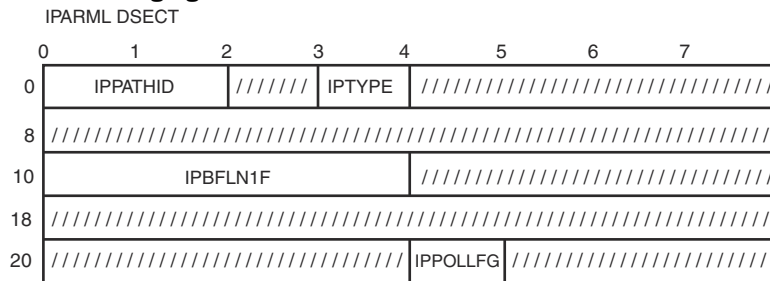 IPARML DSECT
0 1 2 3 4 5 6 7
0 IPPATHID /////// IPTYPE /////////////////////////////////
8 ////////////////////////////////////////////////////////////////////
10 IPBFLN1F /////////////////////////////////
18 ////////////////////////////////////////////////////////////////////
20 ///////////////////////////////// IPPOLLFG ////////////////////////